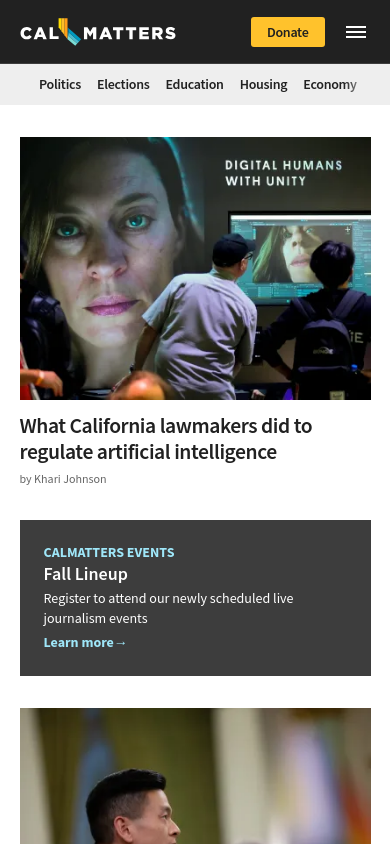 CALMATTERS
Donate
Politics Elections Education Housing Economy
DIGITAL HUMANS
WITH UNITY
What California lawmakers did to
regulate artificial intelligence
by Khari Johnson
CALMATTERS EVENTS
Fall Lineup
Register to attend our newly scheduled live
journalism events
Learn more→